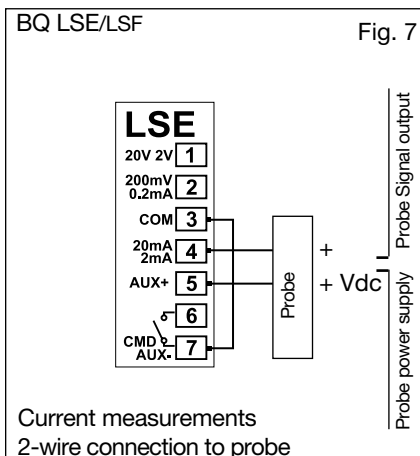 BQ LSE/LSF
Fig. 7
LSE
20V 2V 1
200mV
0.2mA 2
COM 3
20mA
2mA 4
AUX+ 5
6
CMD
AUX- 7
Probe
+
+ Vdc
Probe Signal output
Probe power supply
Current measurements
2-wire connection to probe